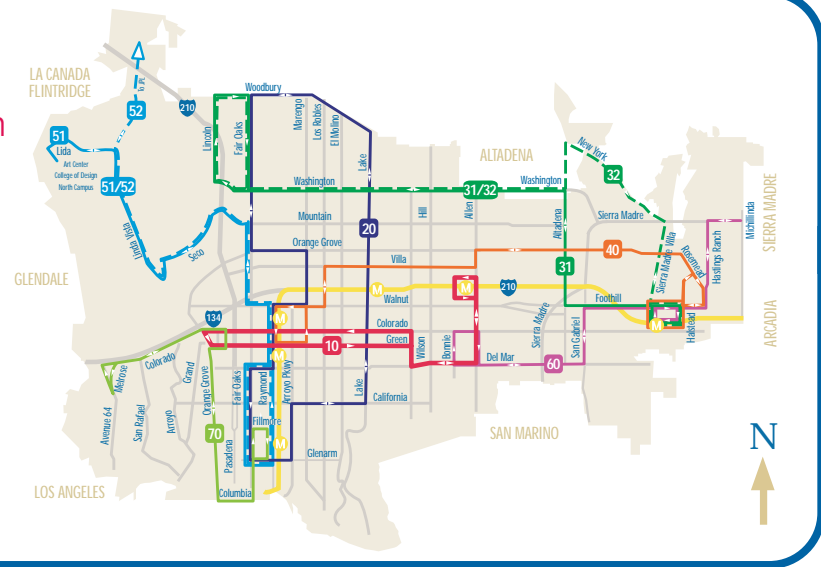 LA CANADA
FLINTRIDGE
To JPL
52
210
Woodbury
Marengo
Los Robles
El Molino
Lake
Lincoln
Fair Oaks
51
Lida
Art Center
College of Design
North Campus
51/52
ALTADENA
New York
32
Washington
31/32
Washington
Linda Vista
Seco
Mountain
20
Hill
Allen
Altadena
Sierra Madre
Michillinda
SIERRA MADRE
Orange Grove
Villa
40
31
Sierra Madre Villa
Rosemead
Hastings Ranch
GLENDALE
M
Walnut
M
M
210
Foothill
134
M
Colorado
Green
10
Wilson
Bonnie
Sierra Madre
San Gabriel
M
Halstead
ARCADIA
Colorado
M
Del Mar
60
Melrose
Grand
Orange Grove
Fair Oaks
Raymond
Arroyo Pkwy
Lake
California
Avenue 64
San Rafael
Arroyo
70
Pasadena
Fillmore
M
Glenarm
SAN MARINO
N
LOS ANGELES
Columbia